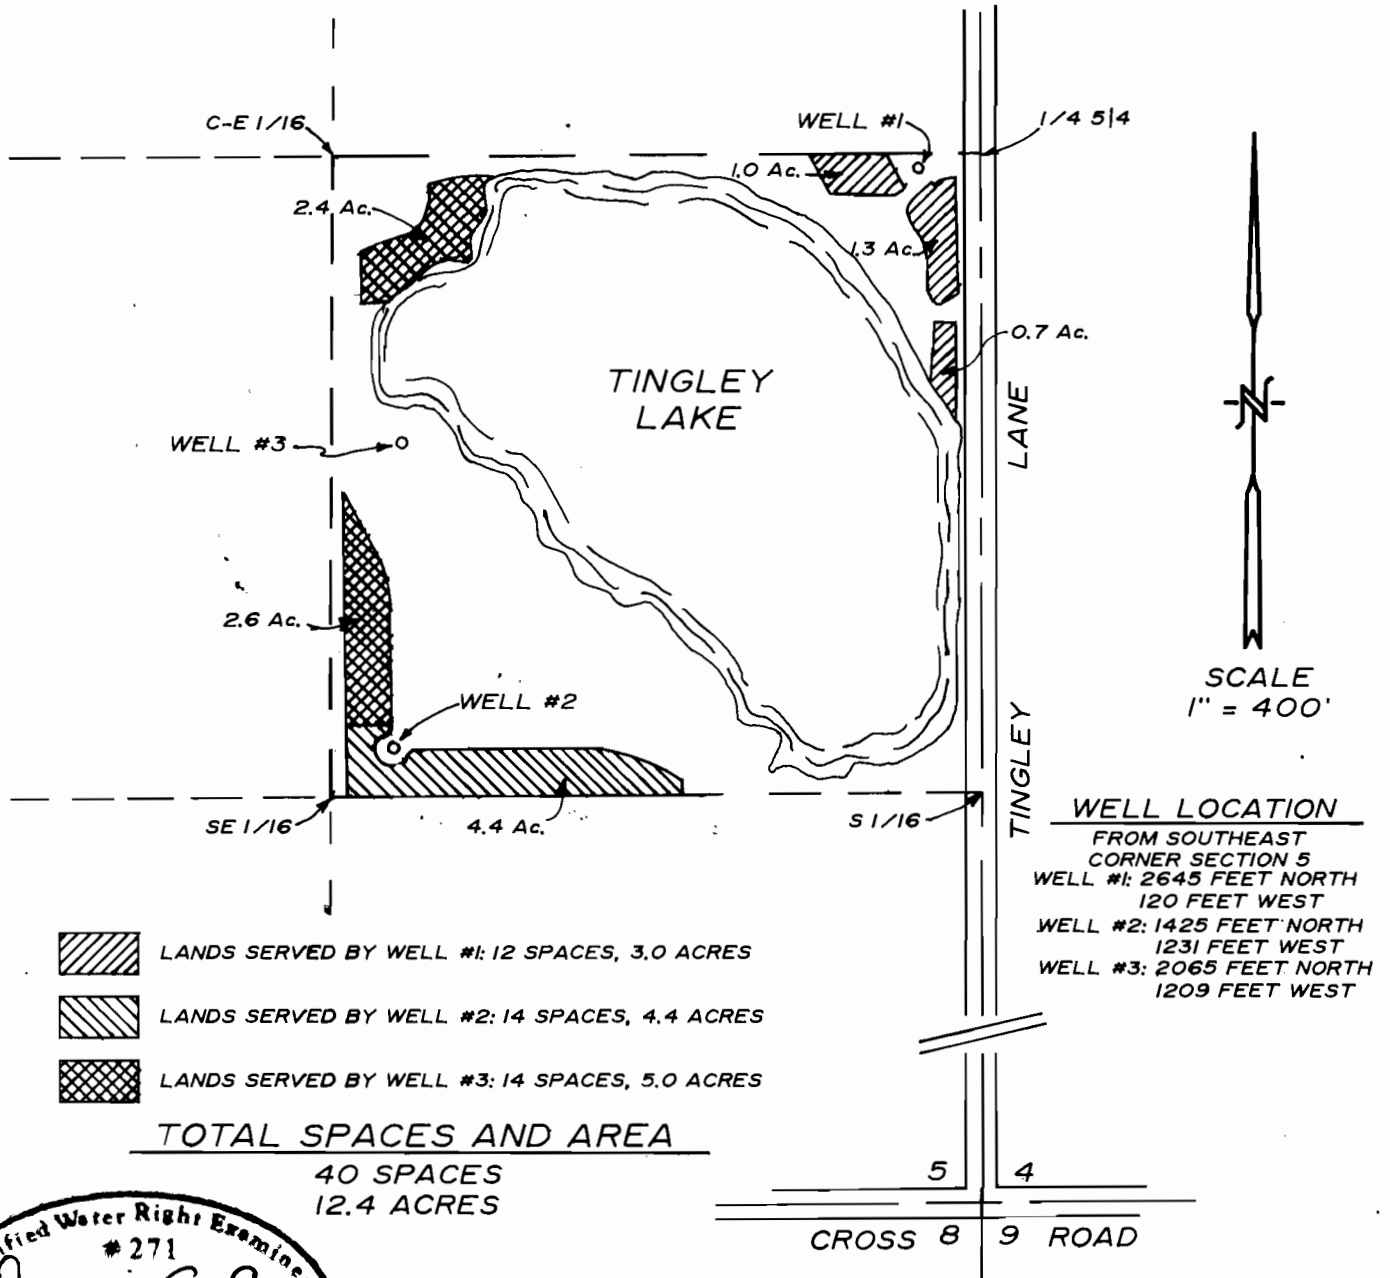 C-E 1/16
WELL #1
1/4 5|4
1.0 Ac.
2.4 Ac.
1.3 Ac.
0.7 Ac.
TINGLEY
LAKE
LANE
WELL #3
N
2.6 Ac.
WELL #2
SCALE
1" = 400'
TINGLEY
SE 1/16
4.4 Ac.
S 1/16
WELL LOCATION
FROM SOUTHEAST
CORNER SECTION 5
WELL #1: 2645 FEET NORTH
120 FEET WEST
WELL #2: 1425 FEET NORTH
1231 FEET WEST
WELL #3: 2065 FEET NORTH
1209 FEET WEST
LANDS SERVED BY WELL #1: 12 SPACES, 3.0 ACRES
LANDS SERVED BY WELL #2: 14 SPACES, 4.4 ACRES
LANDS SERVED BY WELL #3: 14 SPACES, 5.0 ACRES
TOTAL SPACES AND AREA
40 SPACES
12.4 ACRES
5 4
CROSS 8 9 ROAD
ified Water Right Examine
#271